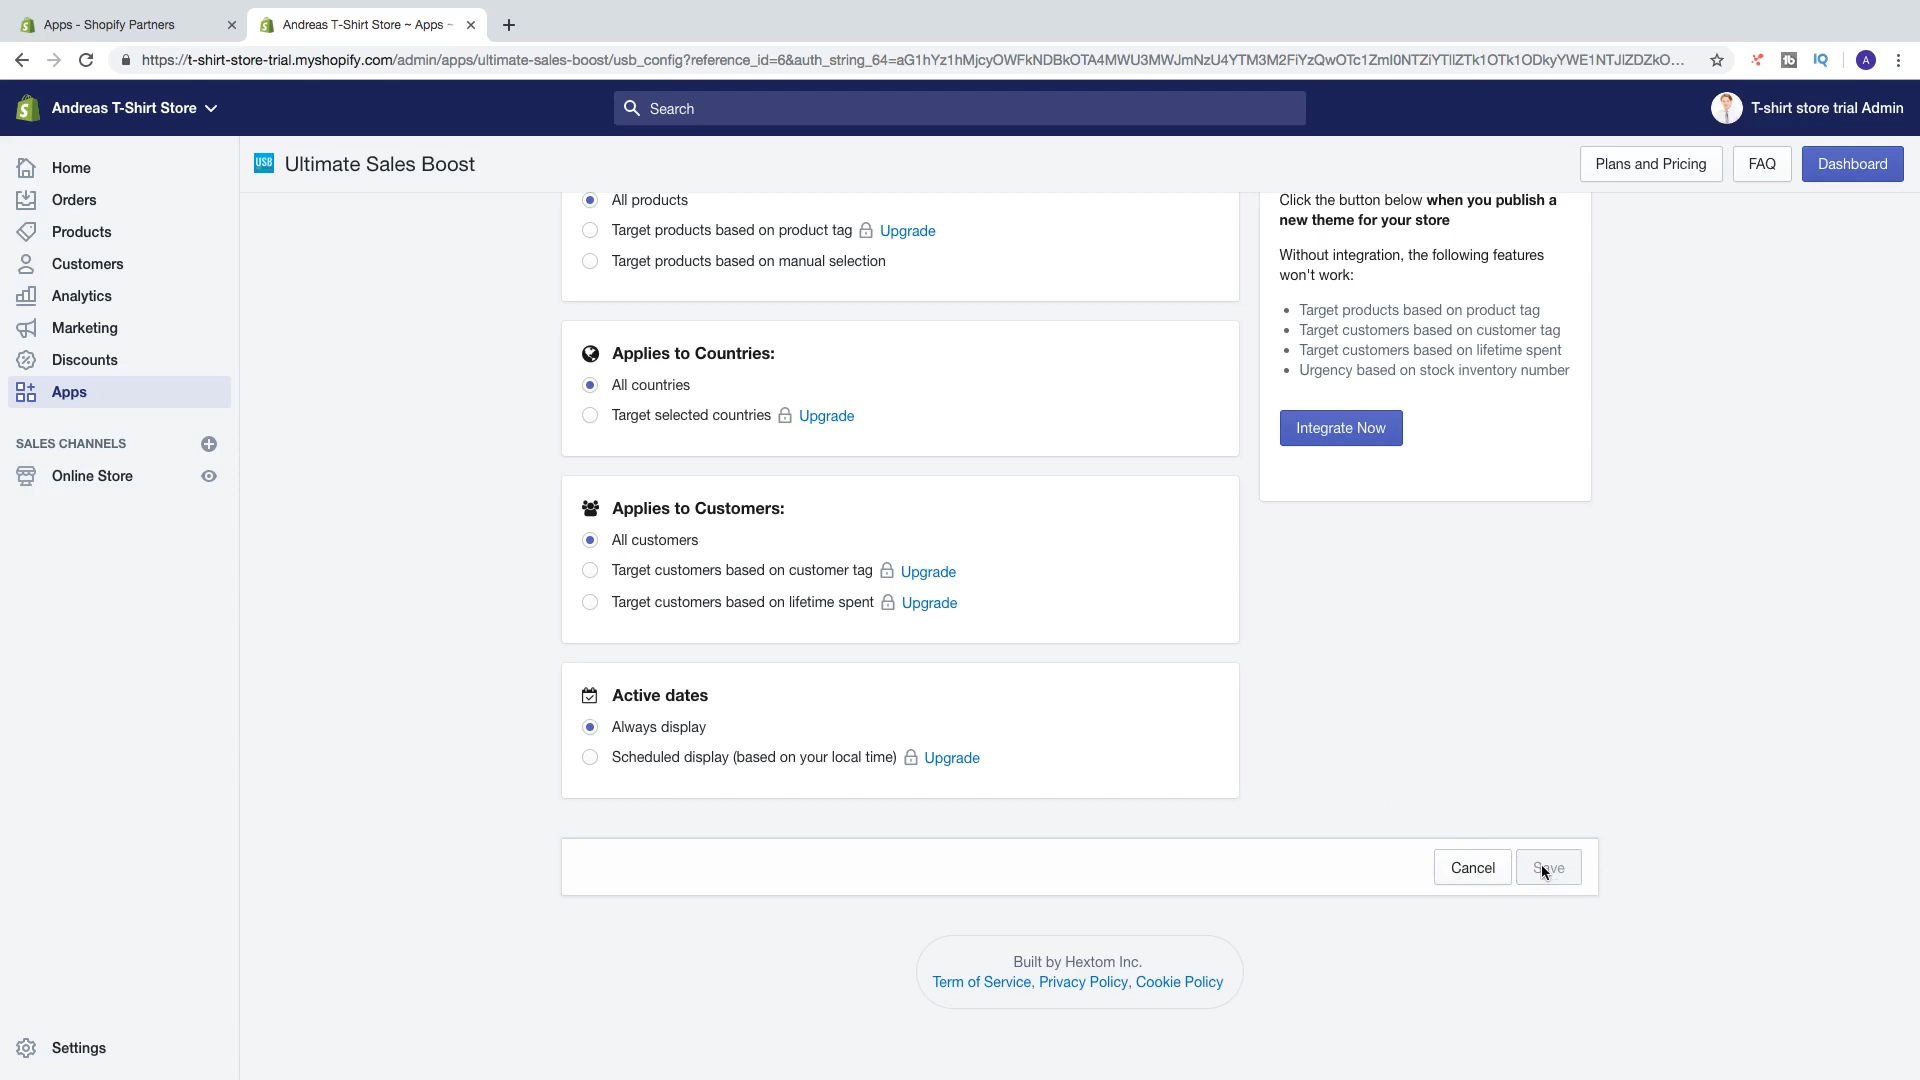 Apps - Shopify Partners
Andreas T-Shirt Store ~ Apps ~
https://t-shirt-store-trial.myshopify.com/admin/apps/ultimate-sales-boost/usb_config?reference_id=6&auth_string_64=
A
Andreas T-Shirt Store
Search
T-shirt store trial Admin
Home
Orders
Products
Customers
Analytics
Marketing
Discounts
Apps
SALES CHANNELS
Online Store
Settings
USB
Ultimate Sales Boost
Plans and Pricing
FAQ
Dashboard
All products
Target products based on product tag Upgrade
Target products based on manual selection
Applies to Countries:
All countries
Target selected countries Upgrade
Applies to Customers:
All customers
Target customers based on customer tag Upgrade
Target customers based on lifetime spent Upgrade
Active dates
Always display
Scheduled display (based on your local time) Upgrade
Click the button below when you publish a
new theme for your store
Without integration, the following features
won't work:
• Target products based on product tag
• Target customers based on customer tag
• Target customers based on lifetime spent
• Urgency based on stock inventory number
Integrate Now
Cancel
Save
Built by Hextom Inc.
Term of Service, Privacy Policy, Cookie Policy